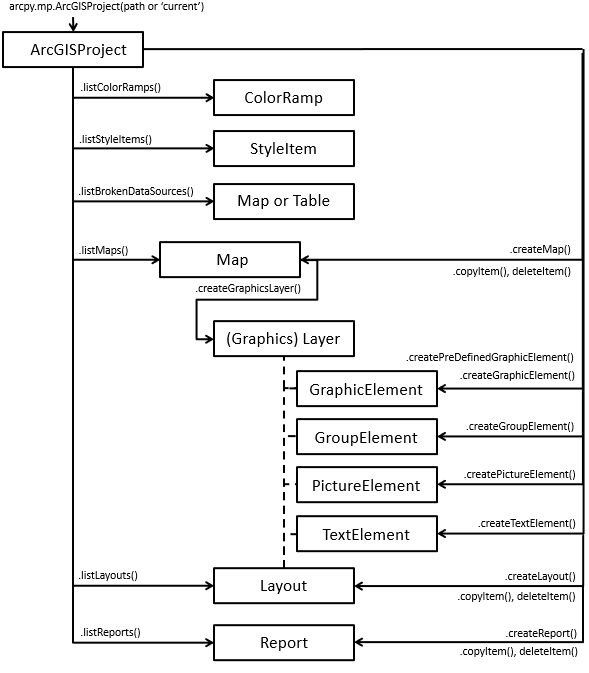 arcpy.mp.ArcGISProject(path or ‘current’)
ArcGISProject
.listColorRamps()
ColorRamp
.listStyleItems()
StyleItem
.listBrokenDataSources()
Map or Table
.listMaps()
Map
.createMap()
.copyItem(), deleteItem()
.createGraphicsLayer()
(Graphics) Layer
.createPreDefinedGraphicElement()
.createGraphicElement()
GraphicElement
.createGroupElement()
GroupElement
.createPictureElement()
PictureElement
.createTextElement()
TextElement
.listLayouts()
Layout
.createLayout()
.copyItem(), deleteItem()
.listReports()
Report
.createReport()
.copyItem(), deleteItem()